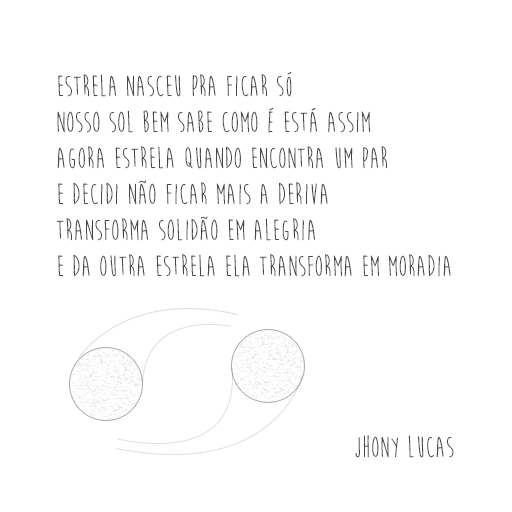 ESTRELA NASCEU PRA FICAR SÓ
NOSSO SOL BEM SABE COMO É ESTÁ ASSIM
AGORA ESTRELA QUANDO ENCONTRA UM PAR
E DECIDI NÃO FICAR MAIS A DERIVA
TRANSFORMA SOLIDÃO EM ALEGRIA
E DA OUTRA ESTRELA ELA TRANSFORMA EM MORADIA
JHONY LUCAS